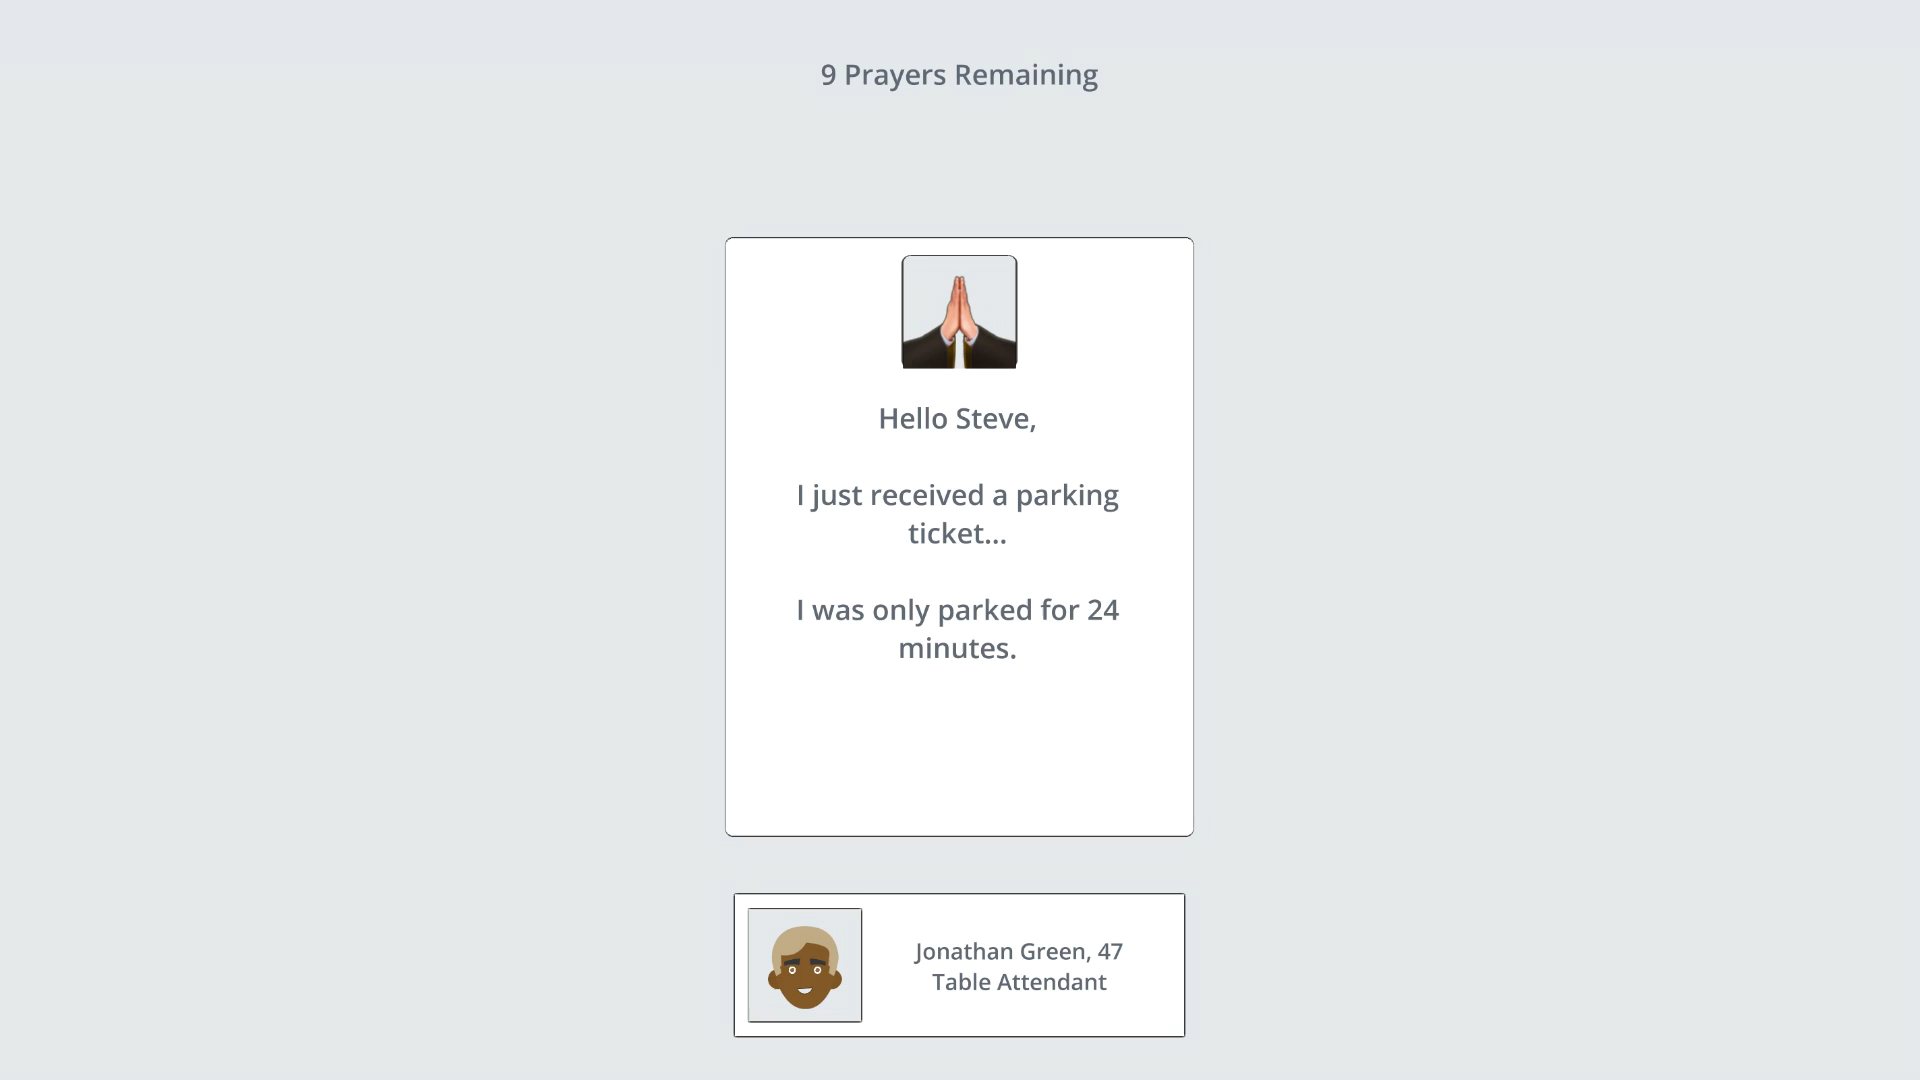 9 Prayers Remaining
Hello Steve,
I just received a parking
ticket...
I was only parked for 24
minutes.
Jonathan Green, 47
Table Attendant